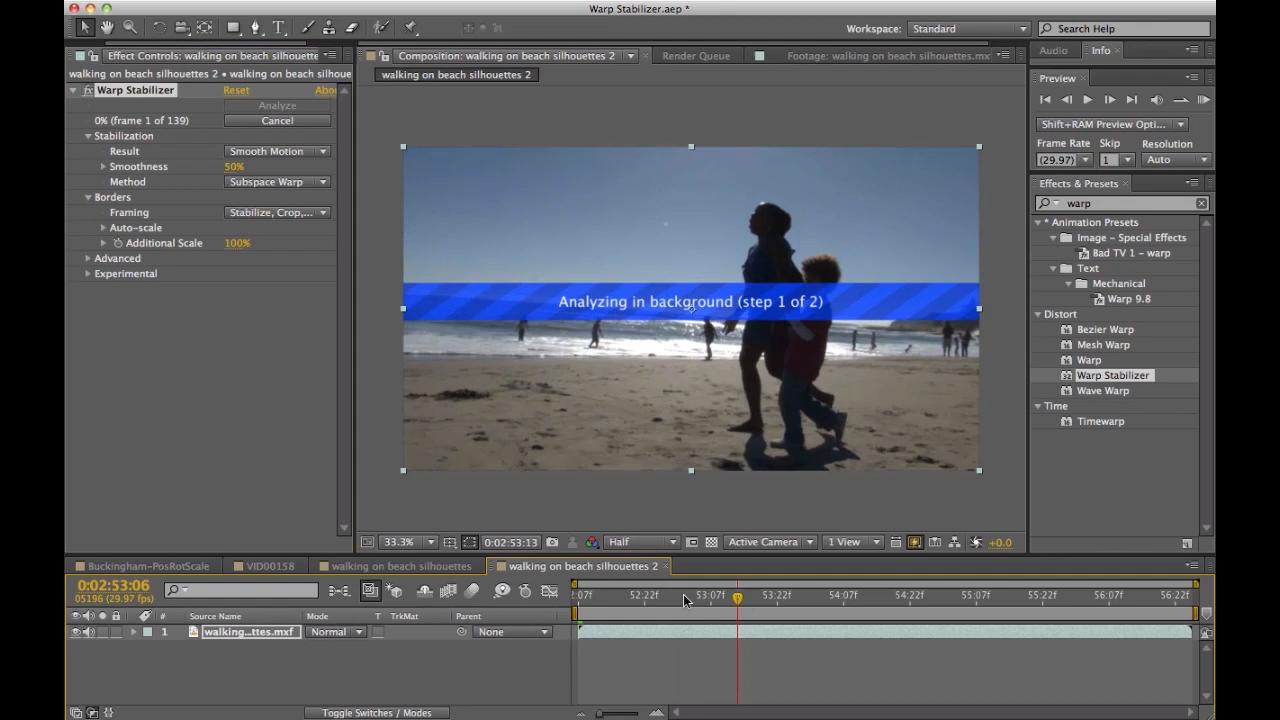 Warp Stabilizer.aep *
Workspace: Standard Search Help
Effect Controls: walking on beach silhouette
Composition: walking on beach silhouettes 2
Render Queue
Footage: walking on beach silhouettes.mx
Audio Info
walking on beach silhouettes 2 • walking on beach silhoue
walking on beach silhouettes 2
fx Warp Stabilizer Reset Abo
Analyze
0% (frame 1 of 139) Cancel
Stabilization
Result Smooth Motion
Smoothness 50%
Method Subspace Warp
Borders
Framing Stabilize, Crop,...
Auto-scale
Additional Scale 100%
Advanced
Experimental
Analyzing in background (step 1 of 2)
33.3% 0:02:53:13 Half Active Camera 1 View +0.0
Preview
Shift+RAM Preview Opti...
Frame Rate Skip Resolution
(29.97) 1 Auto
Effects & Presets
warp
* Animation Presets
Image – Special Effects
Bad TV 1 – warp
Text
Mechanical
Warp 9.8
Distort
Bezier Warp
Mesh Warp
Warp
Warp Stabilizer
Wave Warp
Time
Timewarp
Buckingham-PosRotScale VID00158 walking on beach silhouettes walking on beach silhouettes 2
0:02:53:06
05196 (29.97 fps)
:07f 52:22f 53:07f 53:22f 54:07f 54:22f 55:07f 55:22f 56:07f 56:22f
# Source Name Mode T TrkMat Parent
1 walking...ttes.mxf Normal None
Toggle Switches / Modes